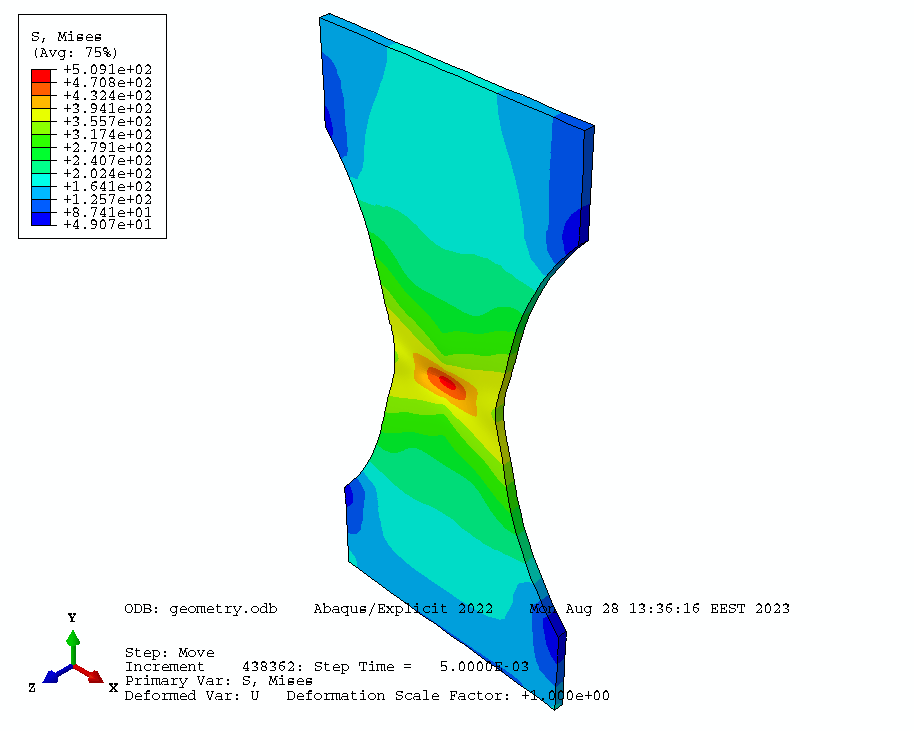 S, Mises
(Avg: 75%)
+5.091e+02
+4.708e+02
+4.324e+02
+3.941e+02
+3.557e+02
+3.174e+02
+2.791e+02
+2.407e+02
+2.024e+02
+1.641e+02
+1.257e+02
+8.741e+01
+4.907e+01
ODB: geometry.odb Abaqus/Explicit 2022 Mon Aug 28 13:36:16 EEST 2023
Y
Z
X
Step: Move
Increment 438362: Step Time = 5.0000E-03
Primary Var: S, Mises
Deformed Var: U Deformation Scale Factor: +1.000e+00